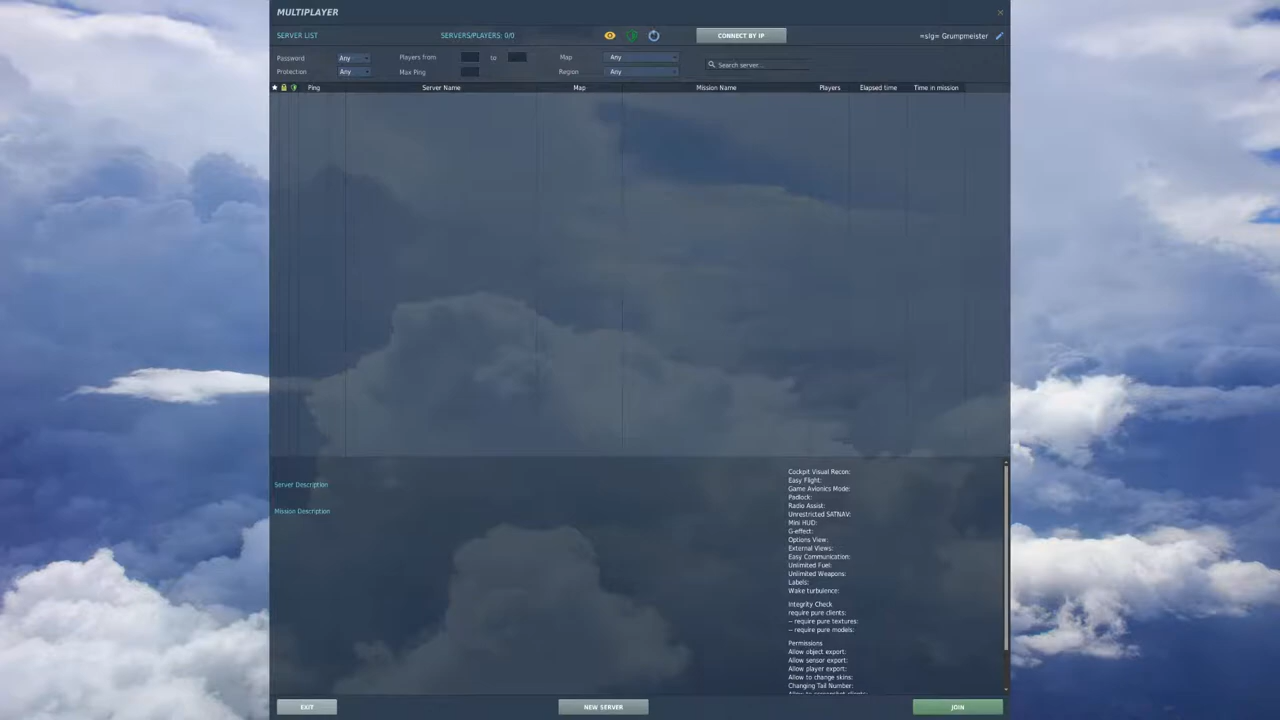 MULTIPLAYER
SERVER LIST SERVERS/PLAYERS: 0/0 CONNECT BY IP =slg= Grumpmeister
Password Any Players from to Map Any Search server...
Protection Any Max Ping Region Any
Ping Server Name Map Mission Name Players Elapsed time Time in mission
Cockpit Visual Recon:
Easy Flight:
Game Avionics Mode:
Padlock:
Radio Assist:
Unrestricted SATNAV:
Mini HUD:
G-effect:
Options View:
External Views:
Easy Communication:
Unlimited Fuel:
Unlimited Weapons:
Labels:
Wake turbulence:
Integrity Check
require pure clients:
-- require pure textures:
-- require pure models:
Permissions
Allow object export:
Allow sensor export:
Allow player export:
Allow to change skins:
Changing Tail Number:
Server Description
Mission Description
EXIT NEW SERVER JOIN